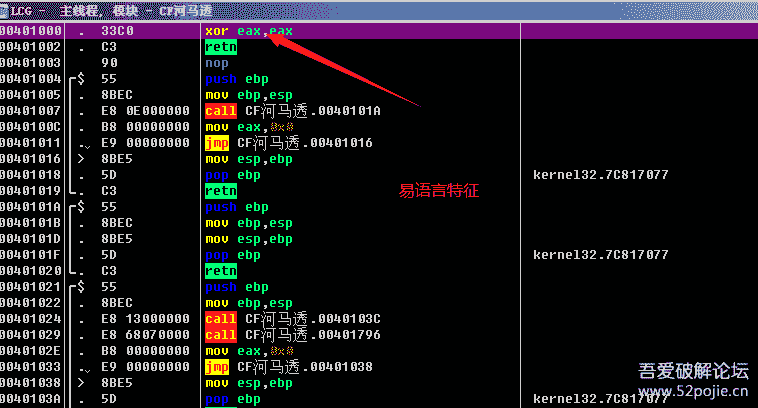 LCG - 主线程，模块 - CF河马透
00401000 . 33C0 xor eax,eax
00401002 . C3 retn
00401003 90 nop
00401004 $ 55 push ebp
00401005 . 8BEC mov ebp,esp
00401007 . E8 0E000000 call CF河马透.0040101A
0040100C . B8 00000000 mov eax,0x0
00401011 . E9 00000000 jmp CF河马透.00401016
00401016 > 8BE5 mov esp,ebp
00401018 . 5D pop ebp kernel32.7C817077
00401019 . C3 retn
易语言特征
0040101A $ 55 push ebp
0040101B . 8BEC mov ebp,esp
0040101D . 8BE5 mov esp,ebp
0040101F . 5D pop ebp kernel32.7C817077
00401020 . C3 retn
00401021 $ 55 push ebp
00401022 . 8BEC mov ebp,esp
00401024 . E8 13000000 call CF河马透.0040103C
00401029 . E8 68070000 call CF河马透.00401796
0040102E . B8 00000000 mov eax,0x0
00401033 . E9 00000000 jmp CF河马透.00401038
00401038 > 8BE5 mov esp,ebp
0040103A . 5D pop ebp kernel32.7C817077
吾爱破解论坛
www.52pojie.cn